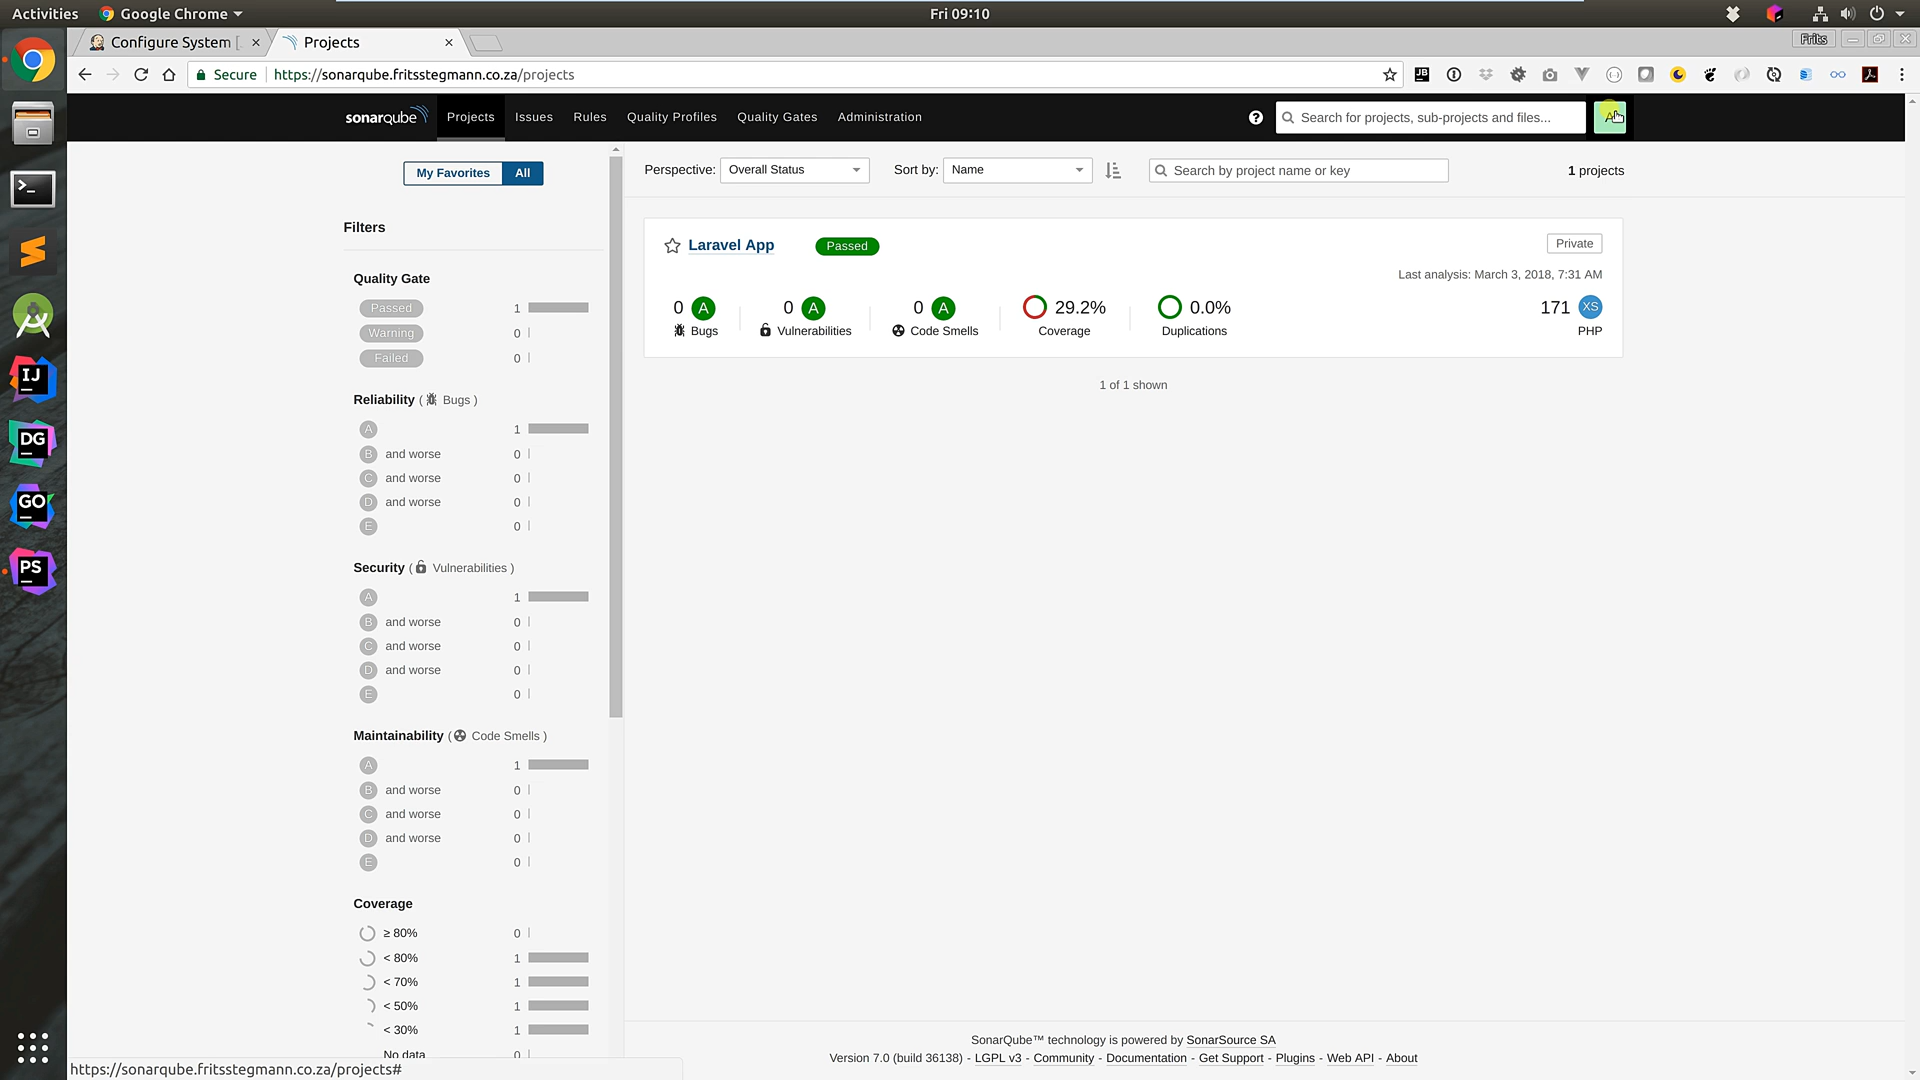 Activities
Google Chrome
Fri 09:10
Configure System [
Projects
Frits
Secure
https://sonarqube.fritsstegmann.co.za/projects
JB
sonarqube
Projects
Issues
Rules
Quality Profiles
Quality Gates
Administration
Search for projects, sub-projects and files...
A
My Favorites
All
Perspective:
Overall Status
Sort by:
Name
Search by project name or key
1 projects
Filters
Laravel App
Passed
Private
Last analysis: March 3, 2018, 7:31 AM
0 A
Bugs
0 A
Vulnerabilities
0 A
Code Smells
29.2%
Coverage
0.0%
Duplications
171 XS
PHP
1 of 1 shown
Quality Gate
Passed 1
Warning 0
Failed 0
Reliability ( Bugs )
A 1
B and worse 0
C and worse 0
D and worse 0
E 0
Security ( Vulnerabilities )
A 1
B and worse 0
C and worse 0
D and worse 0
E 0
Maintainability ( Code Smells )
A 1
B and worse 0
C and worse 0
D and worse 0
E 0
Coverage
≥ 80% 0
< 80% 1
< 70% 1
< 50% 1
< 30% 1
No data 0
SonarQube™ technology is powered by SonarSource SA
Version 7.0 (build 36138) - LGPL v3 - Community - Documentation - Get Support - Plugins - Web API - About
https://sonarqube.fritsstegmann.co.za/projects#
IJ
DG
GO
PS